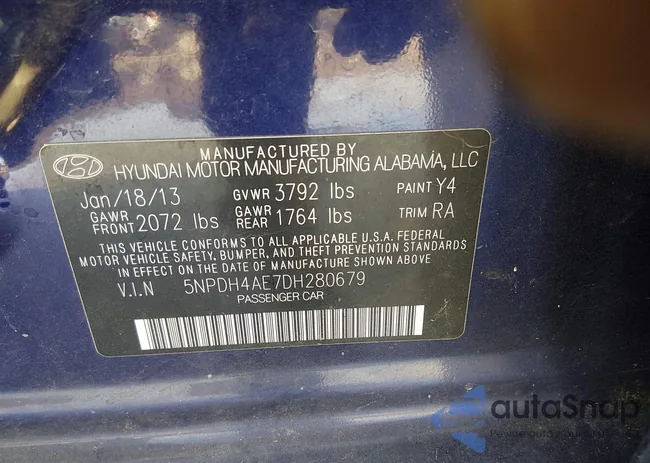 MANUFACTURED BY
HYUNDAI MOTOR MANUFACTURING ALABAMA, LLC
Jan/18/13 GVWR 3792 lbs PAINT Y4
GAWR FRONT 2072 lbs GAWR REAR 1764 lbs TRIM RA
THIS VEHICLE CONFORMS TO ALL APPLICABLE U.S.A. FEDERAL
MOTOR VEHICLE SAFETY, BUMPER, AND THEFT PREVENTION STANDARDS
IN EFFECT ON THE DATE OF MANUFACTURE SHOWN ABOVE
V.I.N 5NPDH4AE7DH280679
PASSENGER CAR
autaSnap